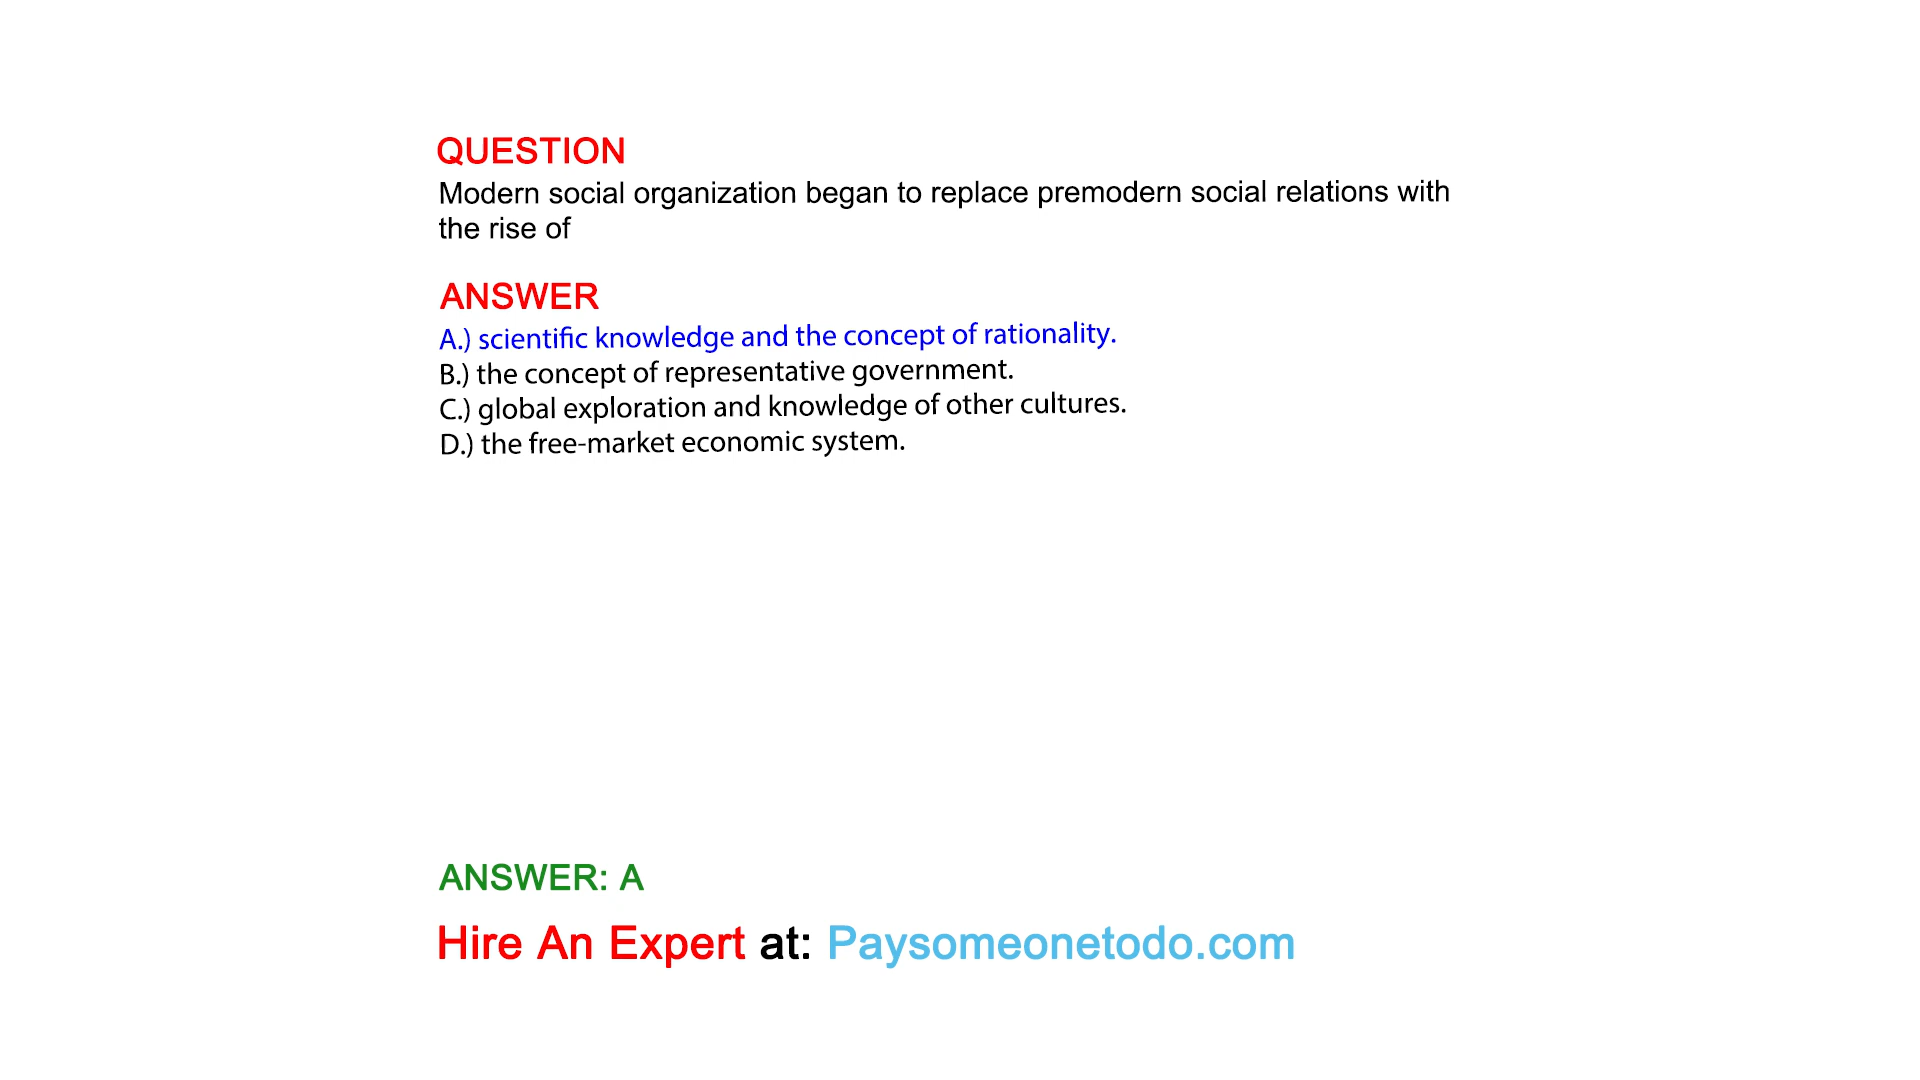 QUESTION
Modern social organization began to replace premodern social relations with
the rise of
ANSWER
A.) scientific knowledge and the concept of rationality.
B.) the concept of representative government.
C.) global exploration and knowledge of other cultures.
D.) the free-market economic system.
ANSWER: A
Hire An Expert at: Paysomeonetodo.com